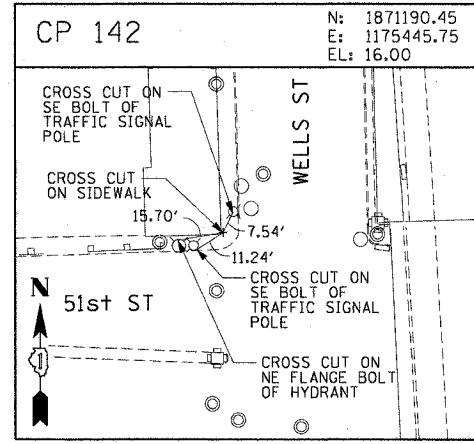 CP 142
N: 1871190.45
E: 1175445.75
EL: 16.00
CROSS CUT ON
SE BOLT OF
TRAFFIC SIGNAL
POLE
WELLS ST
CROSS CUT
ON SIDEWALK
15.70'
7.54'
11.24'
CROSS CUT ON
SE BOLT OF
TRAFFIC SIGNAL
POLE
N
51st ST
CROSS CUT ON
NE FLANGE BOLT
OF HYDRANT